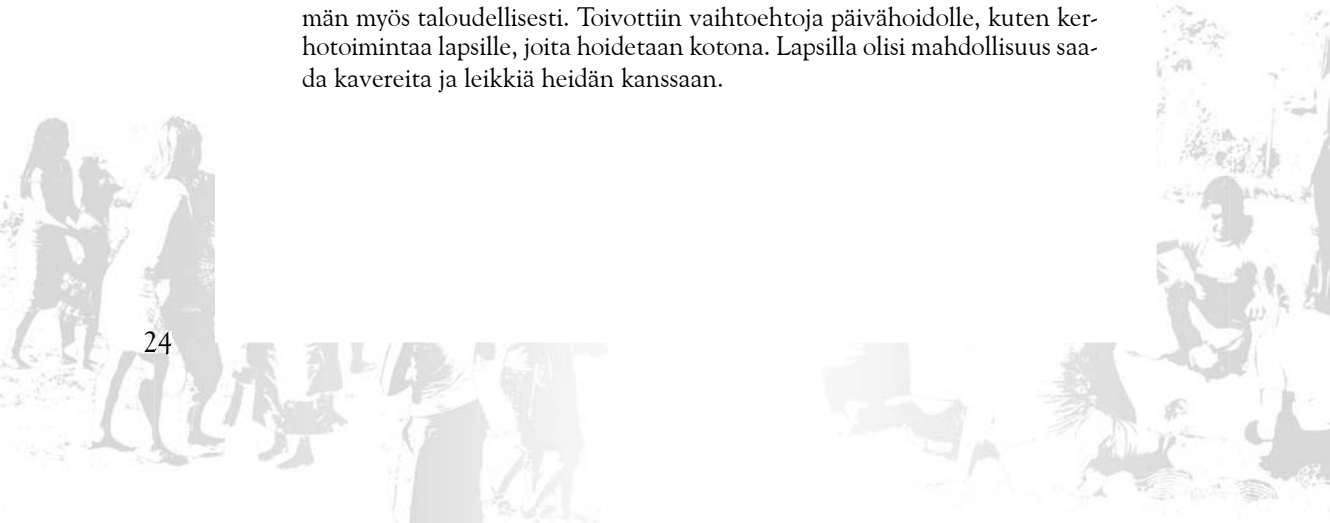 män myös taloudellisesti. Toivottiin vaihtoehtoja päivähoidolle, kuten ker-
hotoimintaa lapsille, joita hoidetaan kotona. Lapsilla olisi mahdollisuus saa-
da kavereita ja leikkiä heidän kanssaan.
24